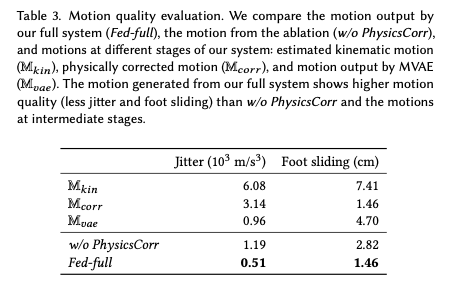 Table 3. Motion quality evaluation. We compare the motion output by
our full system (Fed-full), the motion from the ablation (w/o PhysicsCorr),
and motions at different stages of our system: estimated kinematic motion
(𝕄kin), physically corrected motion (𝕄corr), and motion output by MVAE
(𝕄vae). The motion generated from our full system shows higher motion
quality (less jitter and foot sliding) than w/o PhysicsCorr and the motions
at intermediate stages.
Jitter (10³ m/s³) Foot sliding (cm)
𝕄kin 6.08 7.41
𝕄corr 3.14 1.46
𝕄vae 0.96 4.70
w/o PhysicsCorr 1.19 2.82
Fed-full 0.51 1.46